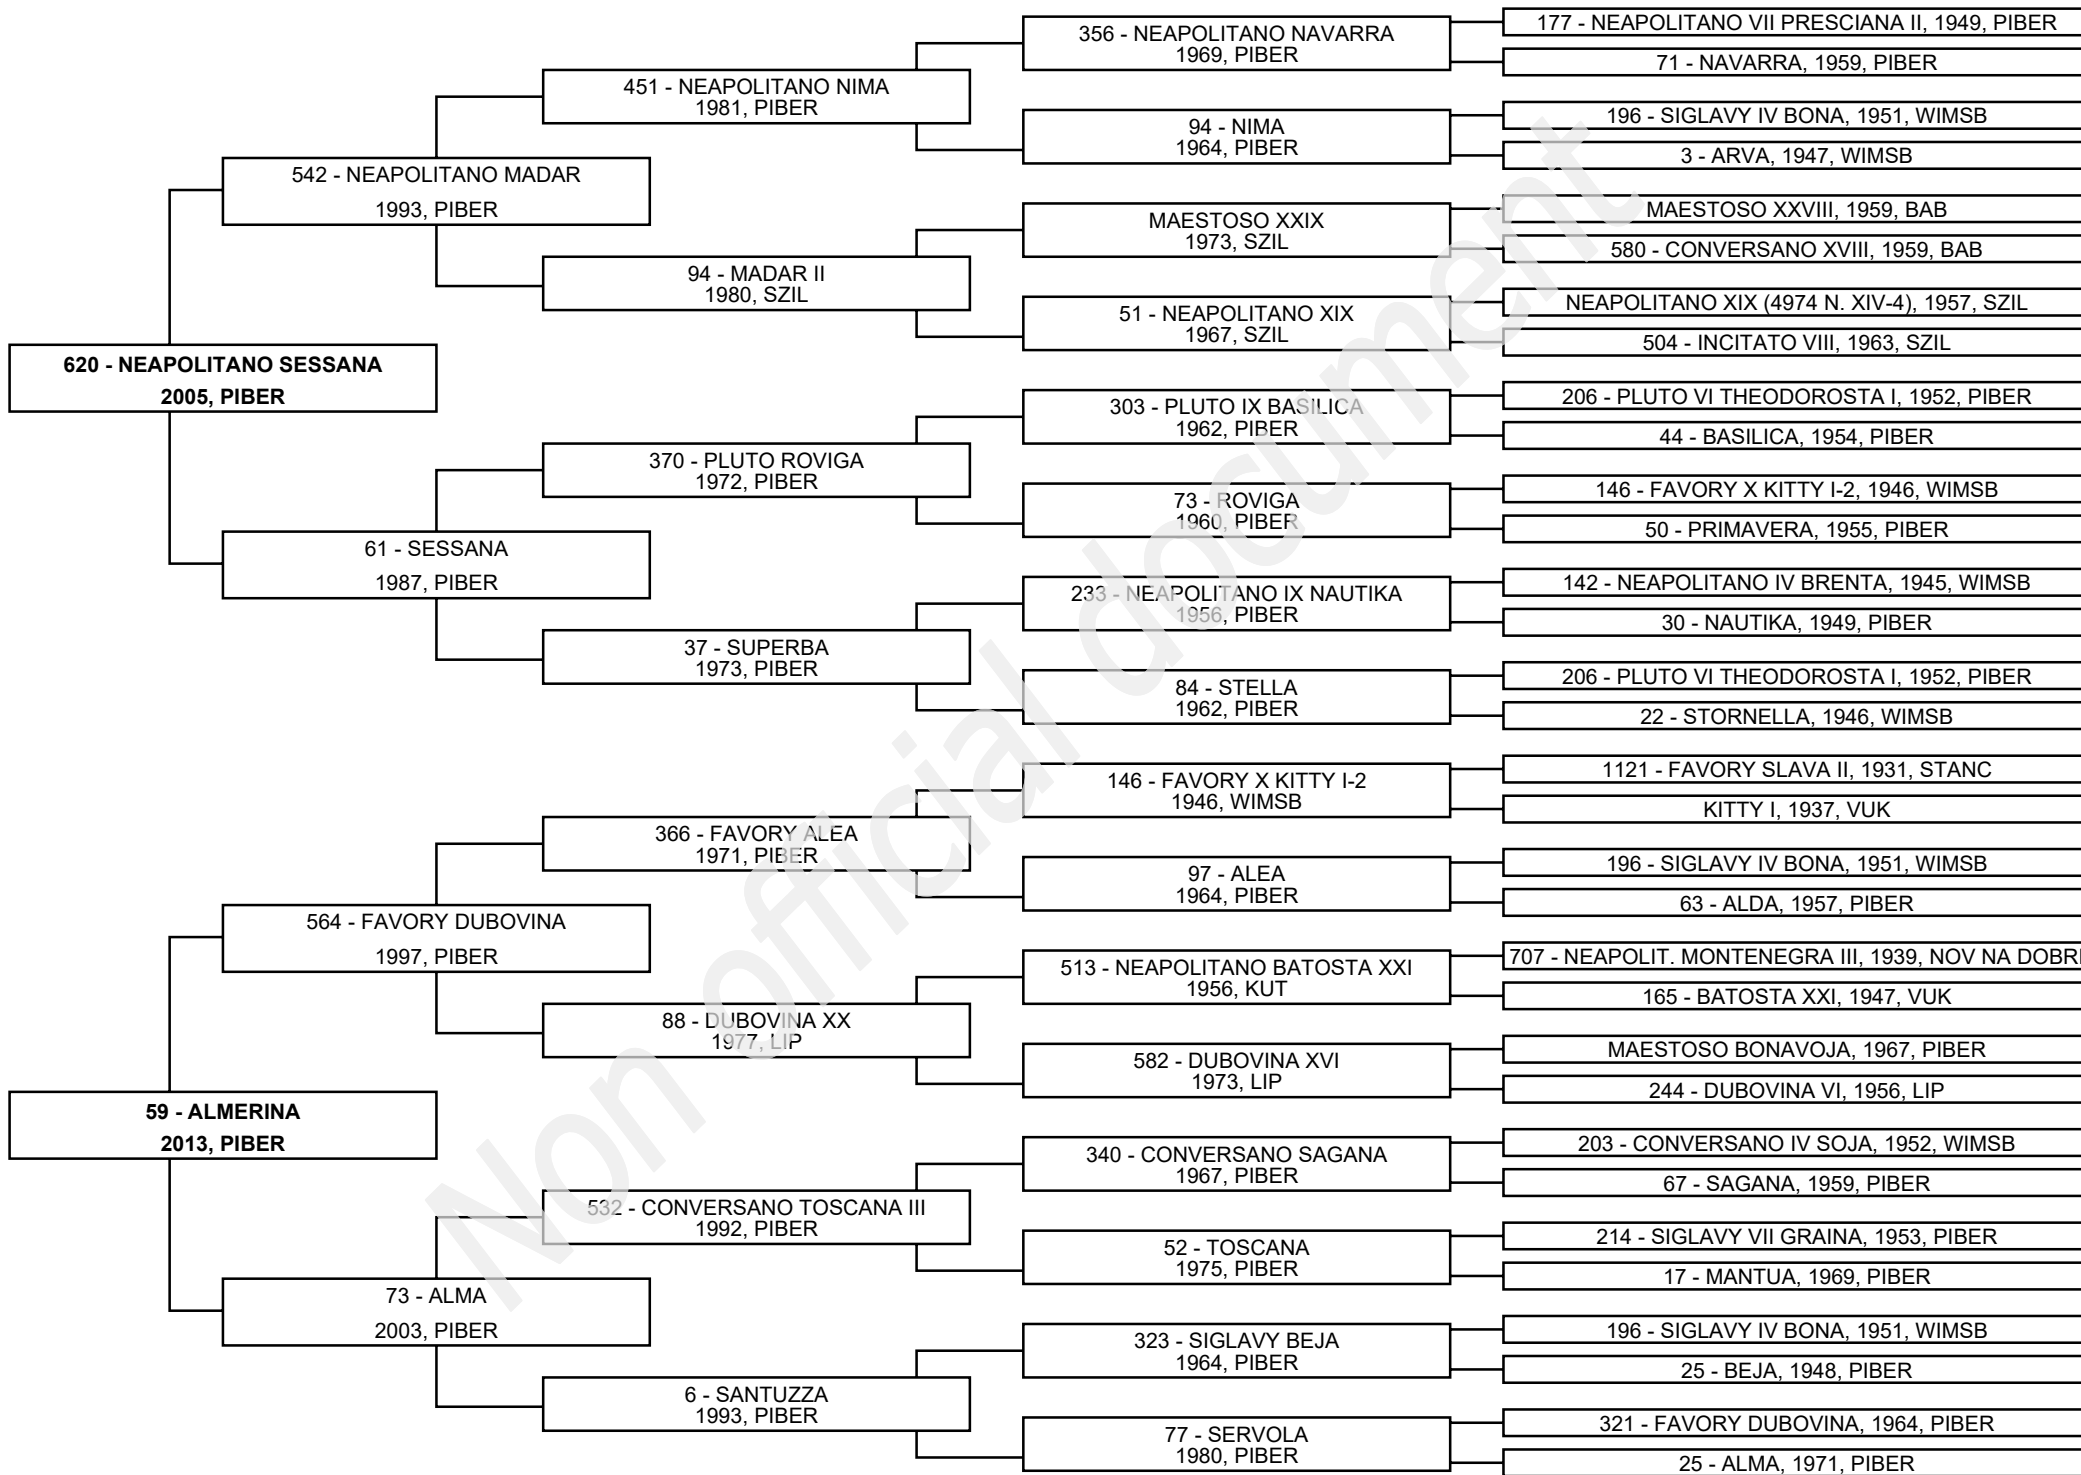 620 - NEAPOLITANO SESSANA
2005, PIBER
59 - ALMERINA
2013, PIBER
542 - NEAPOLITANO MADAR
1993, PIBER
61 - SESSANA
1987, PIBER
564 - FAVORY DUBOVINA
1997, PIBER
73 - ALMA
2003, PIBER
451 - NEAPOLITANO NIMA
1981, PIBER
94 - MADAR II
1980, SZIL
370 - PLUTO ROVIGA
1972, PIBER
37 - SUPERBA
1973, PIBER
366 - FAVORY ALEA
1971, PIBER
88 - DUBOVINA XX
1977, LIP
532 - CONVERSANO TOSCANA III
1992, PIBER
6 - SANTUZZA
1993, PIBER
356 - NEAPOLITANO NAVARRA
1969, PIBER
94 - NIMA
1964, PIBER
MAESTOSO XXIX
1973, SZIL
51 - NEAPOLITANO XIX
1967, SZIL
303 - PLUTO IX BASILICA
1962, PIBER
73 - ROVIGA
1960, PIBER
233 - NEAPOLITANO IX NAUTIKA
1956, PIBER
84 - STELLA
1962, PIBER
146 - FAVORY X KITTY I-2
1946, WIMSB
97 - ALEA
1964, PIBER
513 - NEAPOLITANO BATOSTA XXI
1956, KUT
582 - DUBOVINA XVI
1973, LIP
340 - CONVERSANO SAGANA
1967, PIBER
52 - TOSCANA
1975, PIBER
323 - SIGLAVY BEJA
1964, PIBER
77 - SERVOLA
1980, PIBER
177 - NEAPOLITANO VII PRESCIANA II, 1949, PIBER
71 - NAVARRA, 1959, PIBER
196 - SIGLAVY IV BONA, 1951, WIMSB
3 - ARVA, 1947, WIMSB
MAESTOSO XXVIII, 1959, BAB
580 - CONVERSANO XVIII, 1959, BAB
NEAPOLITANO XIX (4974 N. XIV-4), 1957, SZIL
504 - INCITATO VIII, 1963, SZIL
206 - PLUTO VI THEODOROSTA I, 1952, PIBER
44 - BASILICA, 1954, PIBER
146 - FAVORY X KITTY I-2, 1946, WIMSB
50 - PRIMAVERA, 1955, PIBER
142 - NEAPOLITANO IV BRENTA, 1945, WIMSB
30 - NAUTIKA, 1949, PIBER
206 - PLUTO VI THEODOROSTA I, 1952, PIBER
22 - STORNELLA, 1946, WIMSB
1121 - FAVORY SLAVA II, 1931, STANC
KITTY I, 1937, VUK
196 - SIGLAVY IV BONA, 1951, WIMSB
63 - ALDA, 1957, PIBER
707 - NEAPOLIT. MONTENEGRA III, 1939, NOV NA DOBRI
165 - BATOSTA XXI, 1947, VUK
MAESTOSO BONAVOJA, 1967, PIBER
244 - DUBOVINA VI, 1956, LIP
203 - CONVERSANO IV SOJA, 1952, WIMSB
67 - SAGANA, 1959, PIBER
214 - SIGLAVY VII GRAINA, 1953, PIBER
17 - MANTUA, 1969, PIBER
196 - SIGLAVY IV BONA, 1951, WIMSB
25 - BEJA, 1948, PIBER
321 - FAVORY DUBOVINA, 1964, PIBER
25 - ALMA, 1971, PIBER
Non official document